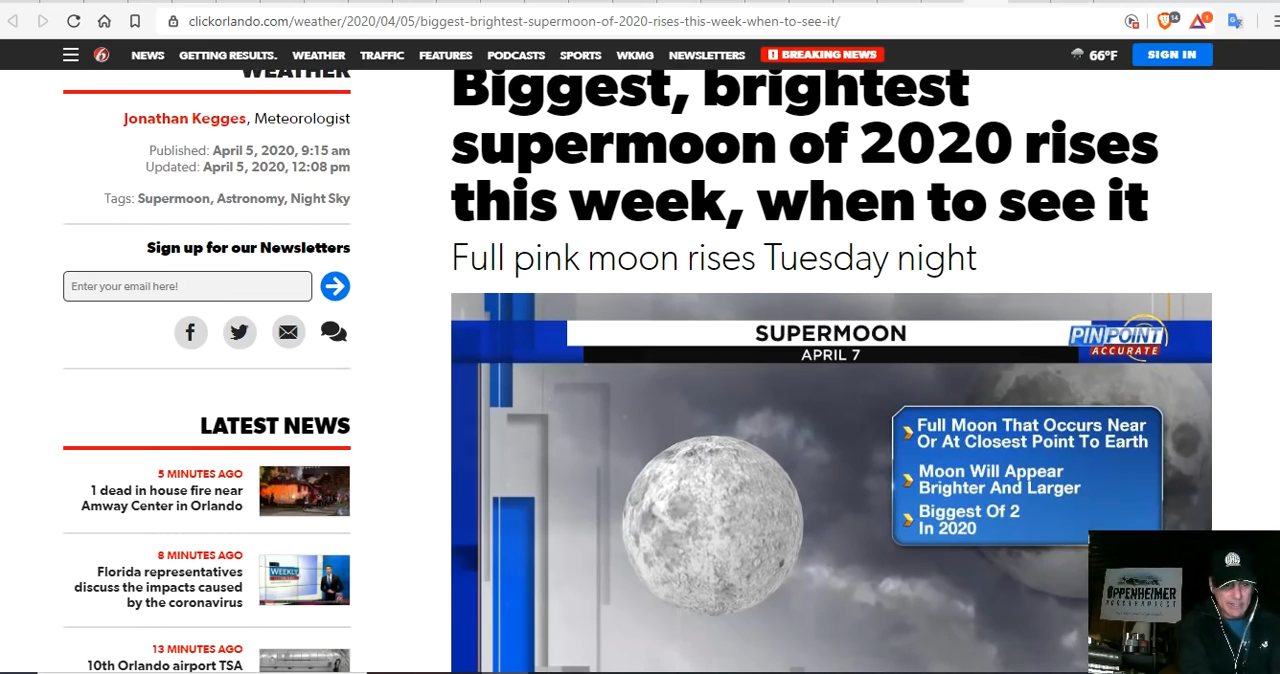 clickorlando.com/weather/2020/04/05/biggest-brightest-supermoon-of-2020-rises-this-week-when-to-see-it/
6 NEWS GETTING RESULTS. WEATHER TRAFFIC FEATURES PODCASTS SPORTS WKMG NEWSLETTERS BREAKING NEWS 66°F SIGN IN
WEATHER
Jonathan Kegges, Meteorologist
Published: April 5, 2020, 9:15 am
Updated: April 5, 2020, 12:08 pm
Tags: Supermoon, Astronomy, Night Sky
Sign up for our Newsletters
Enter your email here!
LATEST NEWS
5 MINUTES AGO
1 dead in house fire near
Amway Center in Orlando
8 MINUTES AGO
Florida representatives
discuss the impacts caused
by the coronavirus
WEEKLY
13 MINUTES AGO
10th Orlando airport TSA
Biggest, brightest
supermoon of 2020 rises
this week, when to see it
Full pink moon rises Tuesday night
SUPERMOON
APRIL 7
PINPOINT
ACCURATE
Full Moon That Occurs Near
Or At Closest Point To Earth
Moon Will Appear
Brighter And Larger
Biggest Of 2
In 2020
OPPENHEIMER